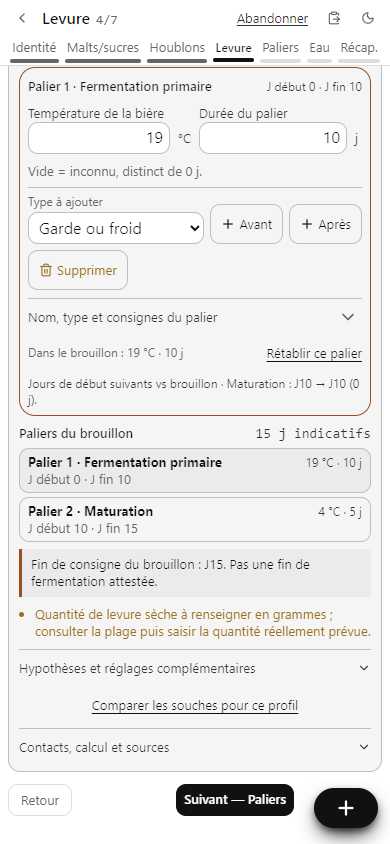 Levure 4/7
Abandonner
Identité Malts/sucres Houblons Levure Paliers Eau Récap.
Palier 1 · Fermentation primaire J début 0 · J fin 10
Température de la bière Durée du palier
19 °C 10 j
Vide = inconnu, distinct de 0 j.
Type à ajouter
Garde ou froid + Avant + Après
Supprimer
Nom, type et consignes du palier
Dans le brouillon : 19 °C · 10 j Rétablir ce palier
Jours de début suivants vs brouillon · Maturation : J10 → J10 (0
j).
Paliers du brouillon 15 j indicatifs
Palier 1 · Fermentation primaire 19 °C · 10 j
J début 0 · J fin 10
Palier 2 · Maturation 4 °C · 5 j
J début 10 · J fin 15
Fin de consigne du brouillon : J15. Pas une fin de
fermentation attestée.
• Quantité de levure sèche à renseigner en grammes ;
consulter la plage puis saisir la quantité réellement prévue.
Hypothèses et réglages complémentaires
Comparer les souches pour ce profil
Contacts, calcul et sources
Retour Suivant — Paliers +